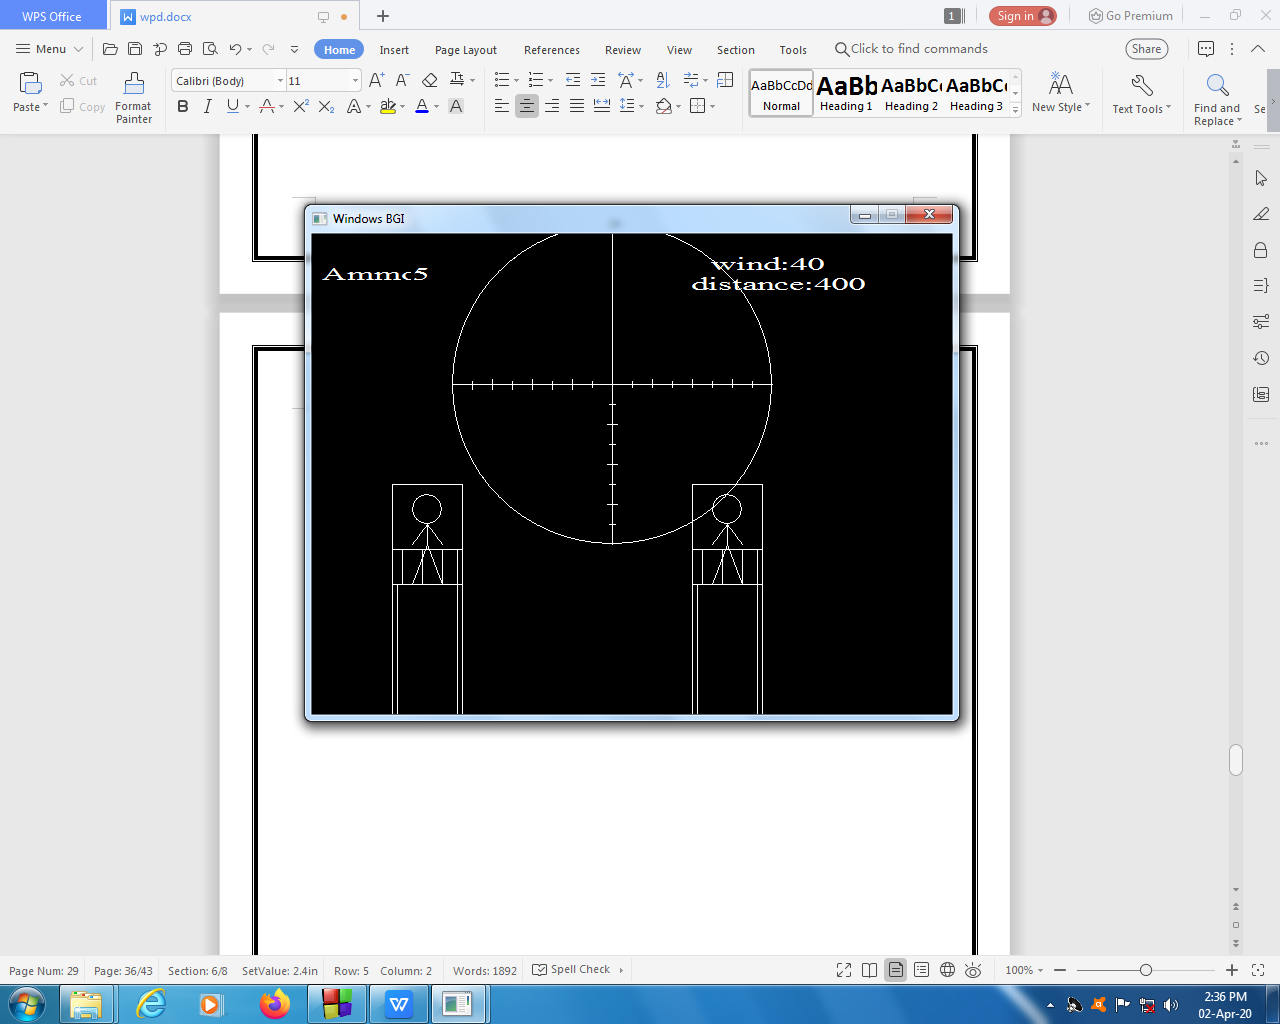 WPS Office
wpd.docx
1
Sign in
Go Premium
Menu
Home
Insert
Page Layout
References
Review
View
Section
Tools
Click to find commands
Share
Paste
Cut
Copy
Format
Painter
Calibri (Body)
11
AaBbCcDd
Normal
AaBb
Heading 1
AaBbC
Heading 2
AaBbC
Heading 3
New Style
Text Tools
Find and
Replace
Se
Windows BGI
Ammo5
wind:40
distance:400
Page Num: 29
Page: 36/43
Section: 6/8
SetValue: 2.4in
Row: 5
Column: 2
Words: 1892
Spell Check
100%
2:36 PM
02-Apr-20